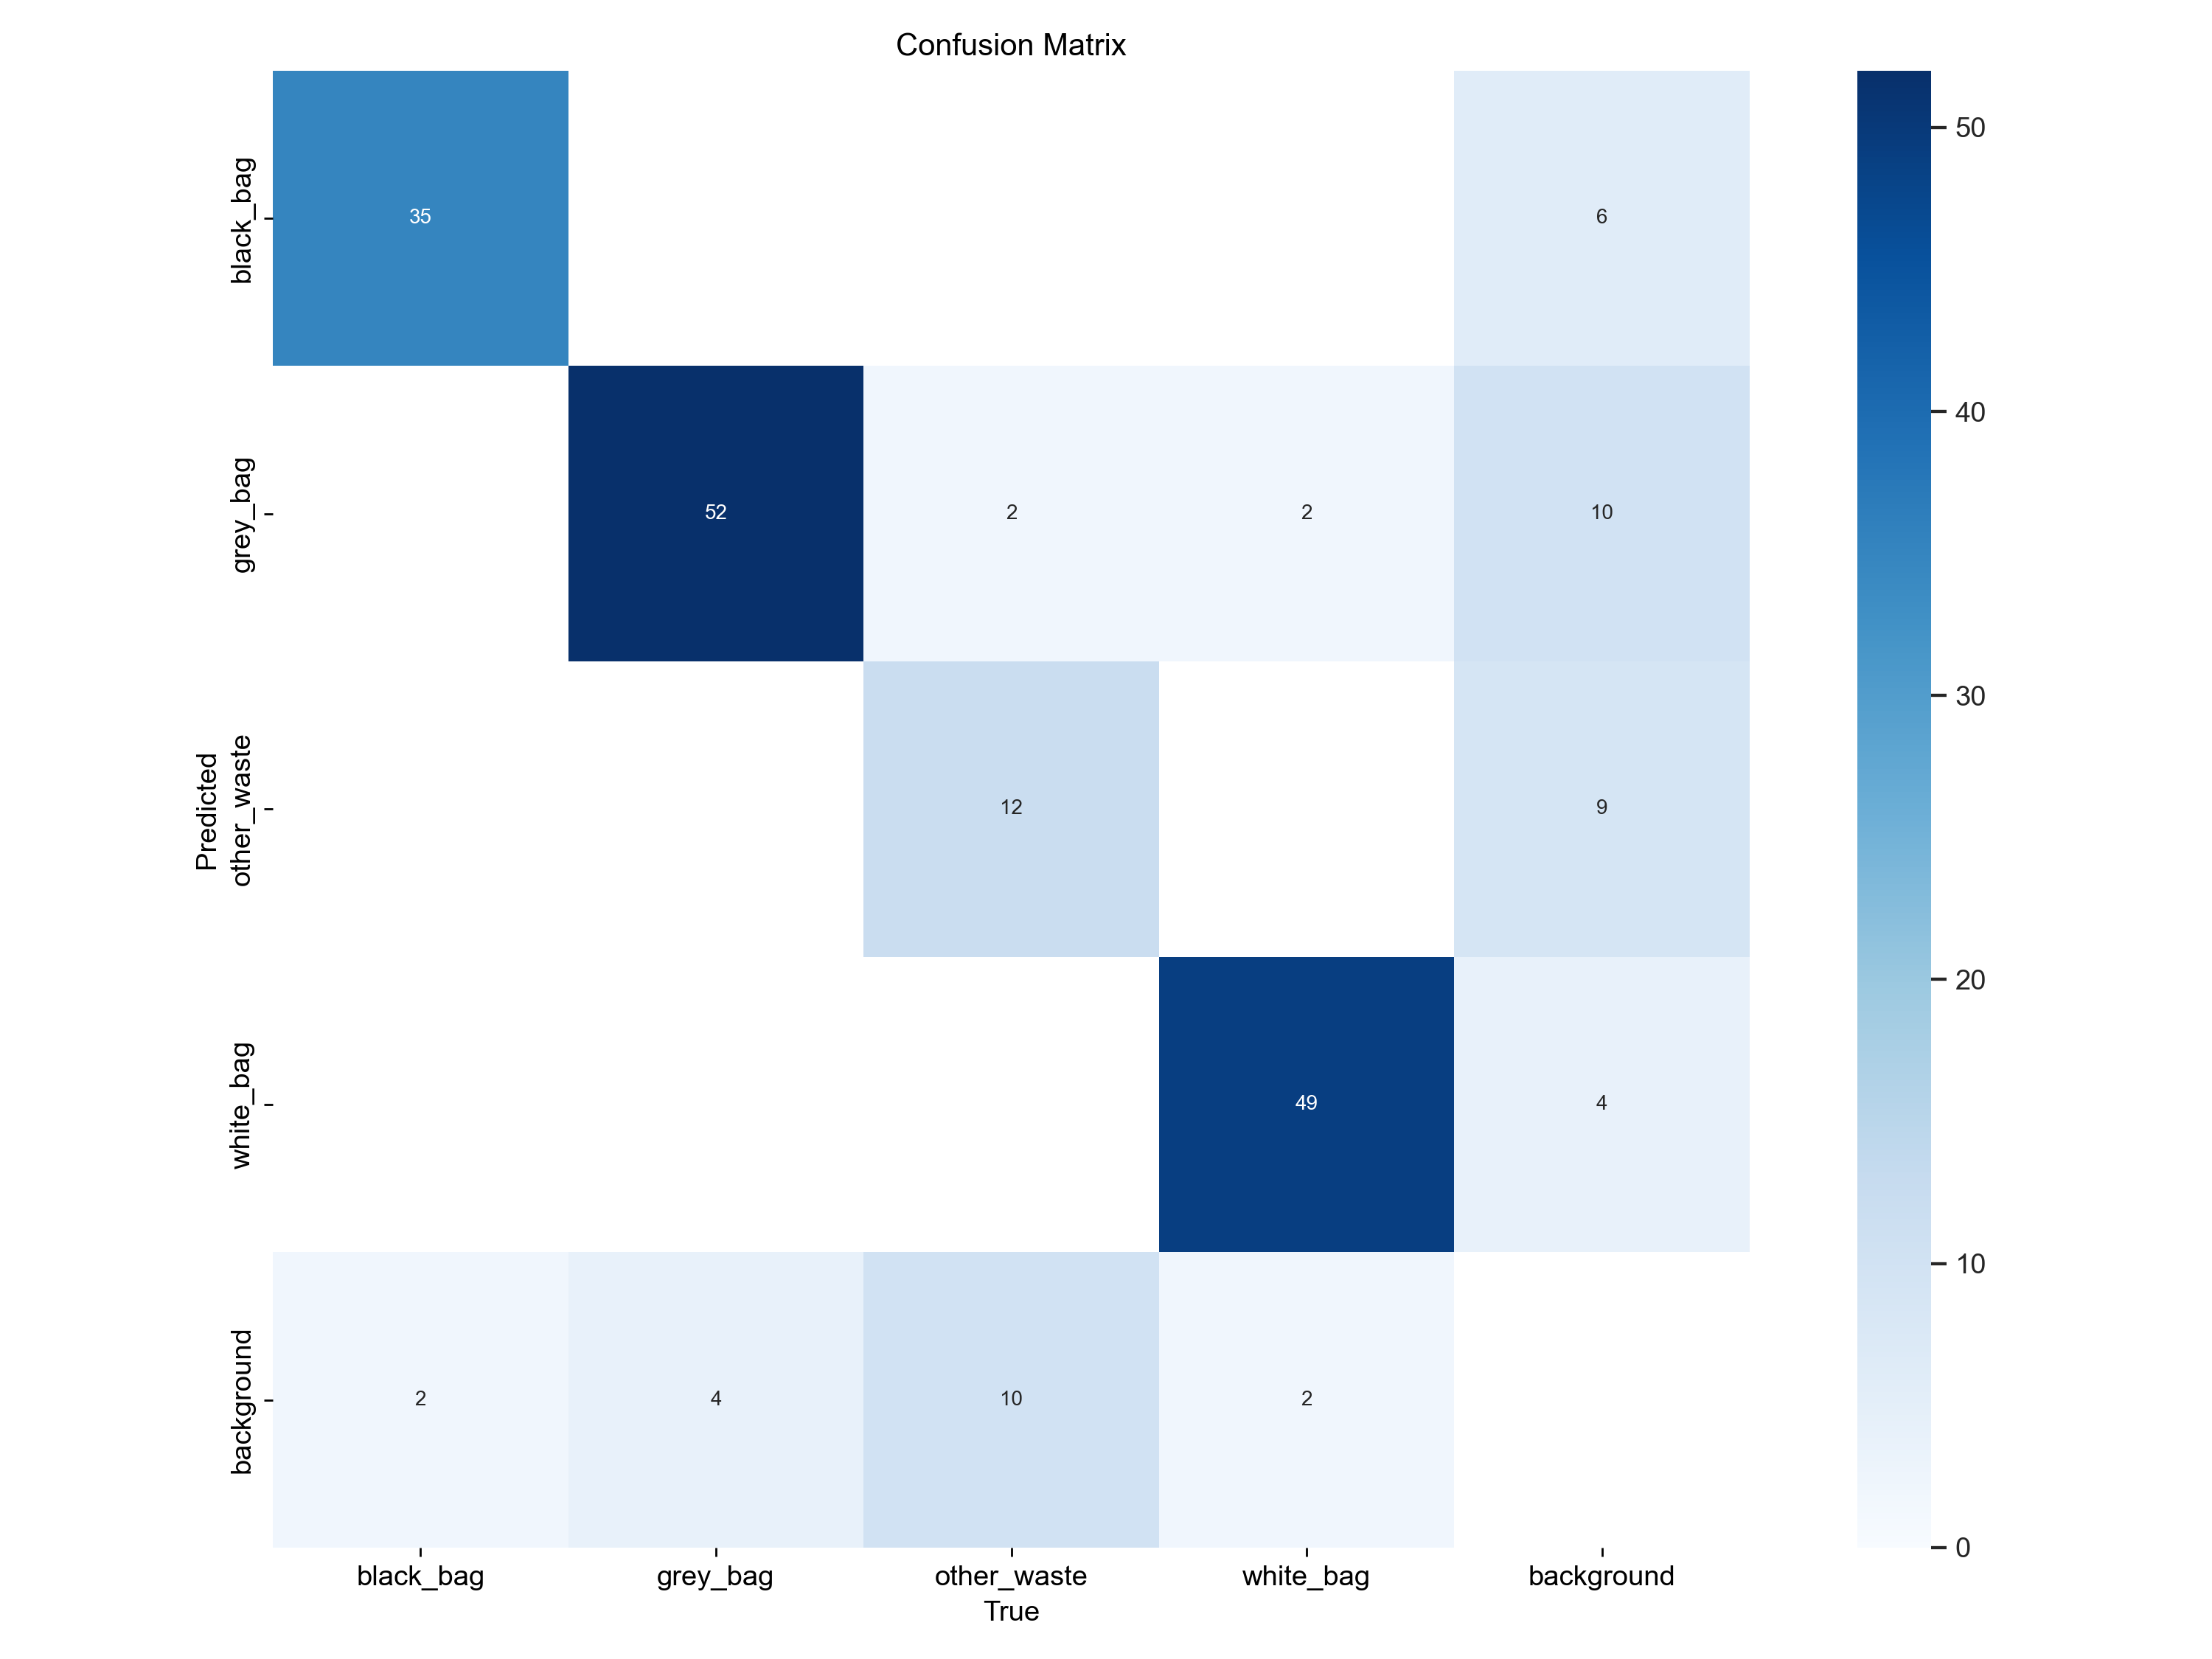 Confusion Matrix
black_bag
35
6
grey_bag
52
2
2
10
Predicted
other_waste
12
9
white_bag
49
4
background
2
4
10
2
black_bag
grey_bag
other_waste
white_bag
background
True
50
40
30
20
10
0